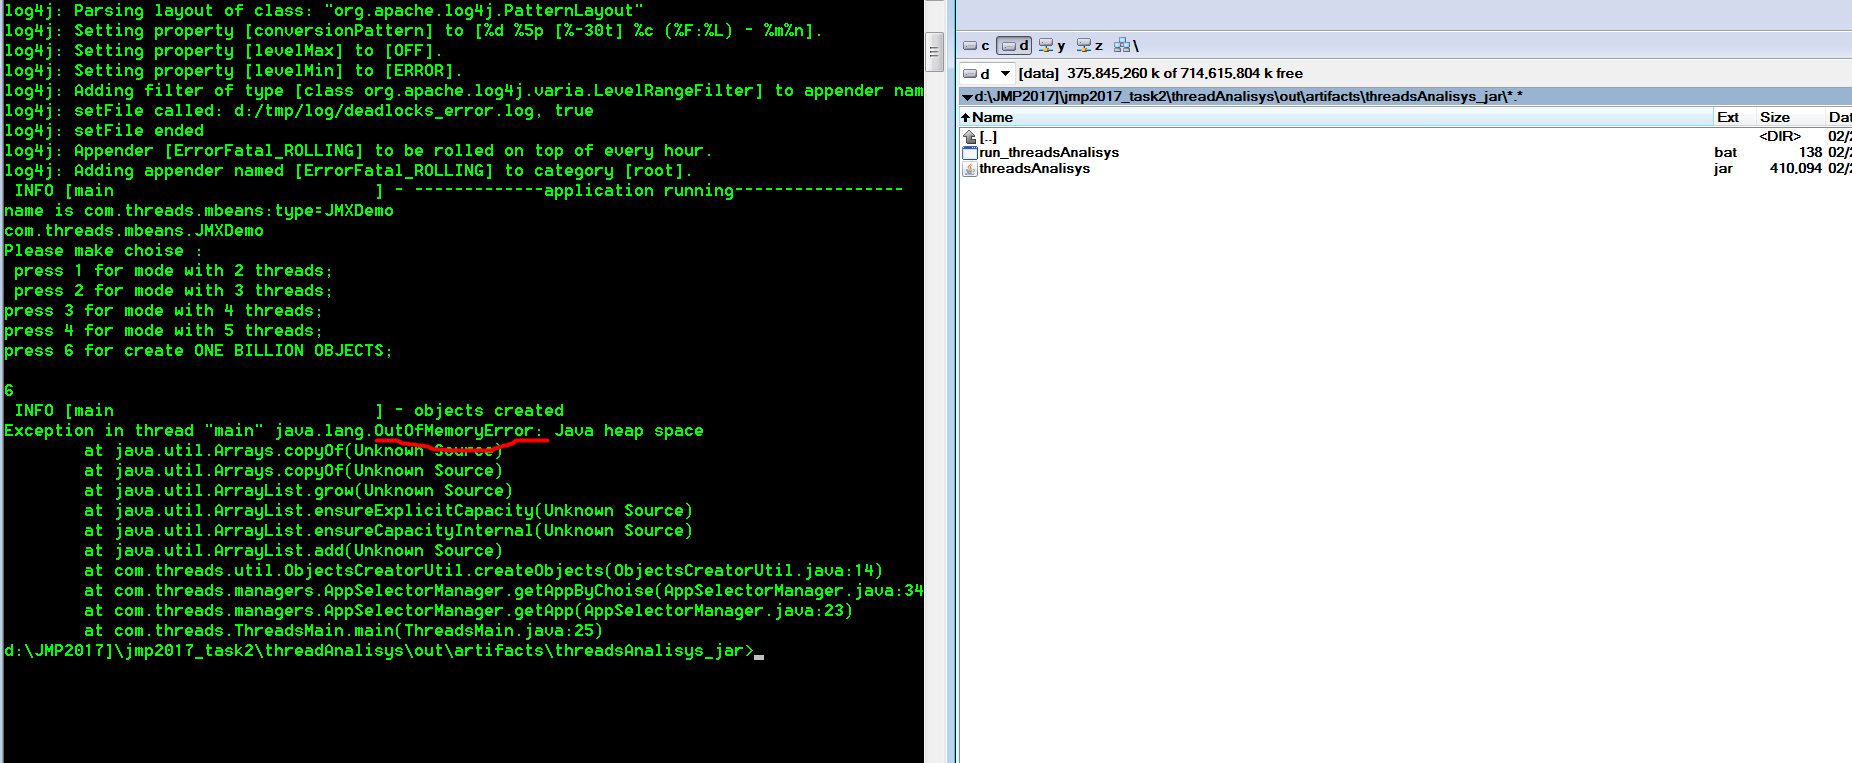 log4j: Parsing layout of class: "org.apache.log4j.PatternLayout"
log4j: Setting property [conversionPattern] to [%d %5p [%-30t] %c (%F:%L) - %m%n].
log4j: Setting property [levelMax] to [OFF].
log4j: Setting property [levelMin] to [ERROR].
log4j: Adding filter of type [class org.apache.log4j.varia.LevelRangeFilter] to appender nam
log4j: setFile called: d:/tmp/log/deadlocks_error.log, true
log4j: setFile ended
log4j: Appender [ErrorFatal_ROLLING] to be rolled on top of every hour.
log4j: Adding appender named [ErrorFatal_ROLLING] to category [root].
INFO [main                          ] - -------------application running-----------------
name is com.threads.mbeans:type=JMXDemo
com.threads.mbeans.JMXDemo
Please make choise :
press 1 for mode with 2 threads;
press 2 for mode with 3 threads;
press 3 for mode with 4 threads;
press 4 for mode with 5 threads;
press 6 for create ONE BILLION OBJECTS;
6
INFO [main                          ] - objects created
Exception in thread "main" java.lang.OutOfMemoryError: Java heap space
at java.util.Arrays.copyOf(Unknown Source)
at java.util.Arrays.copyOf(Unknown Source)
at java.util.ArrayList.grow(Unknown Source)
at java.util.ArrayList.ensureExplicitCapacity(Unknown Source)
at java.util.ArrayList.ensureCapacityInternal(Unknown Source)
at java.util.ArrayList.add(Unknown Source)
at com.threads.util.ObjectsCreatorUtil.createObjects(ObjectsCreatorUtil.java:14)
at com.threads.managers.AppSelectorManager.getAppByChoise(AppSelectorManager.java:34
at com.threads.managers.AppSelectorManager.getApp(AppSelectorManager.java:23)
at com.threads.ThreadsMain.main(ThreadsMain.java:25)
d:\JMP2017]\jmp2017_task2\threadAnalisys\out\artifacts\threadsAnalisys_jar>_
c d y z \
d [data] 375,845,260 k of 714,615,804 k free
d:\JMP2017]\jmp2017_task2\threadAnalisys\out\artifacts\threadsAnalisys_jar\*.*
Name Ext Size Dat
[..] <DIR> 02/
run_threadsAnalisys bat 138 02/2
threadsAnalisys jar 410,094 02/2